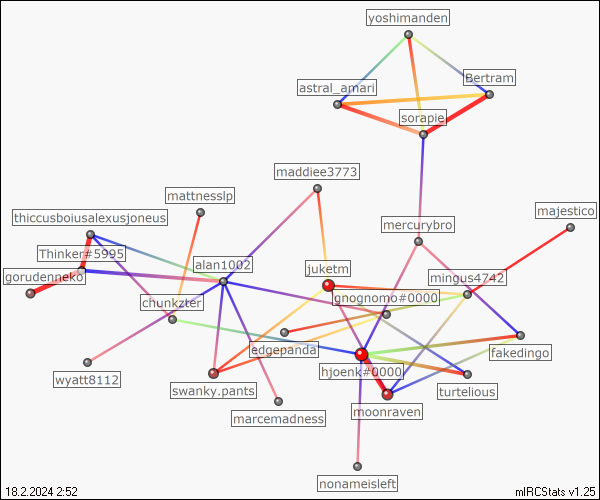 yoshimanden
Bertram
astral_amari
sorapie
maddiee3773
mattnesslp
majestico
thiccusboiusalexusjoneus
mercurybro
Thinker#5995
alan1002
juketm
mingus4742
gorudenneko
gnognomo#0000
chunkzter
edgepanda
fakedingo
hjoenk#0000
wyatt8112
swanky.pants
turtelious
moonraven
marcemadness
nonameisleft
18.2.2024 2:52
mIRCStats v1.25